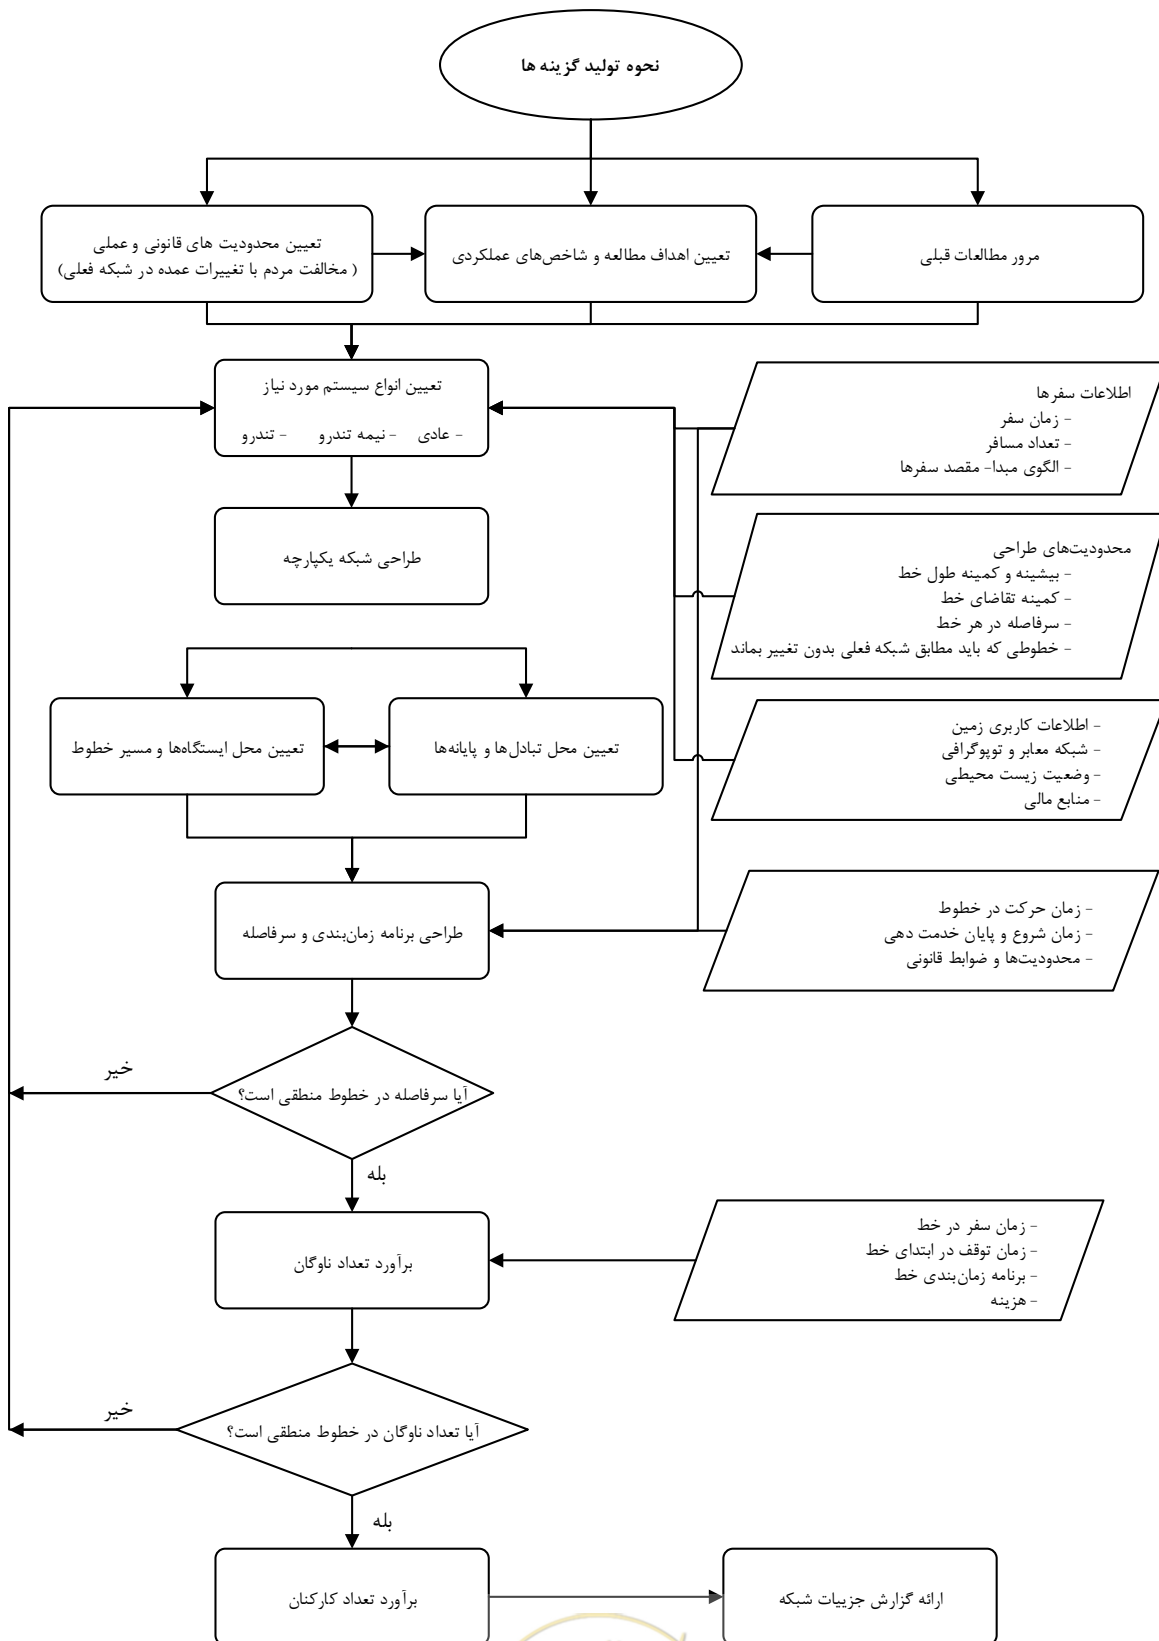 نحوه تولید گزینه ها
مرور مطالعات قبلی
تعیین اهداف مطالعه و شاخص‌های عملکردی
تعیین محدودیت های قانونی و عملی
( مخالفت مردم با تغییرات عمده در شبکه فعلی)
تعیین انواع سیستم مورد نیاز
- عادی - نیمه تندرو - تندرو
اطلاعات سفرها
- زمان سفر
- تعداد مسافر
- الگوی مبدا- مقصد سفرها
طراحی شبکه یکپارچه
محدودیت‌های طراحی
- بیشینه و کمینه طول خط
- کمینه تقاضای خط
- سرفاصله در هر خط
- خطوطی که باید مطابق شبکه فعلی بدون تغییر بماند
تعیین محل تبادل‌ها و پایانه‌ها
تعیین محل ایستگاه‌ها و مسیر خطوط
- اطلاعات کاربری زمین
- شبکه معابر و توپوگرافی
- وضعیت زیست محیطی
- منابع مالی
طراحی برنامه زمان‌بندی و سرفاصله
- زمان حرکت در خطوط
- زمان شروع و پایان خدمت دهی
- محدودیت‌ها و ضوابط قانونی
آیا سرفاصله در خطوط منطقی است؟
خیر
بله
برآورد تعداد ناوگان
- زمان سفر در خط
- زمان توقف در ابتدای خط
- برنامه زمان‌بندی خط
- هزینه
آیا تعداد ناوگان در خطوط منطقی است؟
خیر
بله
برآورد تعداد کارکنان
ارائه گزارش جزییات شبکه